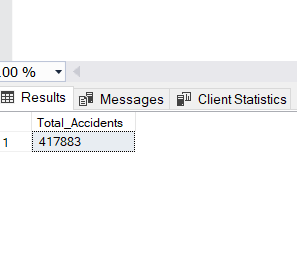 .00 %
Results Messages Client Statistics
Total_Accidents
1 417883